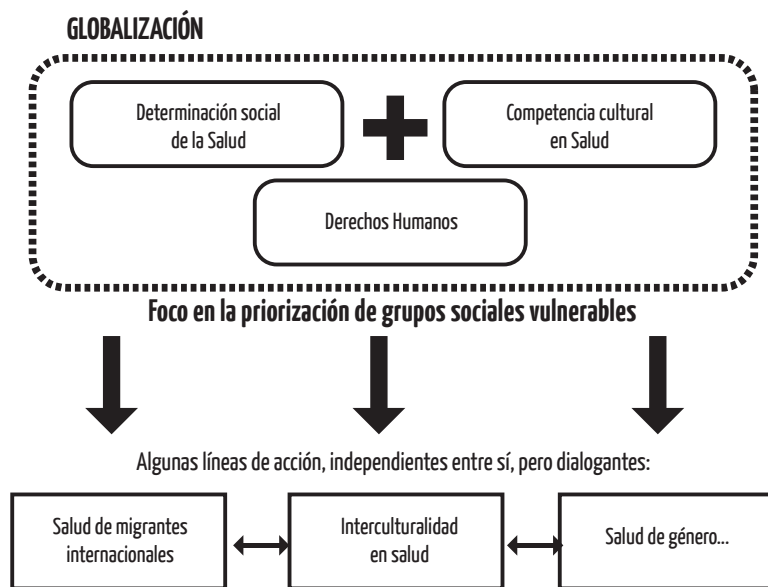 GLOBALIZACIÓN
Determinación social
de la Salud
Competencia cultural
en Salud
Derechos Humanos
Foco en la priorización de grupos sociales vulnerables
Algunas líneas de acción, independientes entre sí, pero dialogantes:
Salud de migrantes
internacionales
Interculturalidad
en salud
Salud de género...